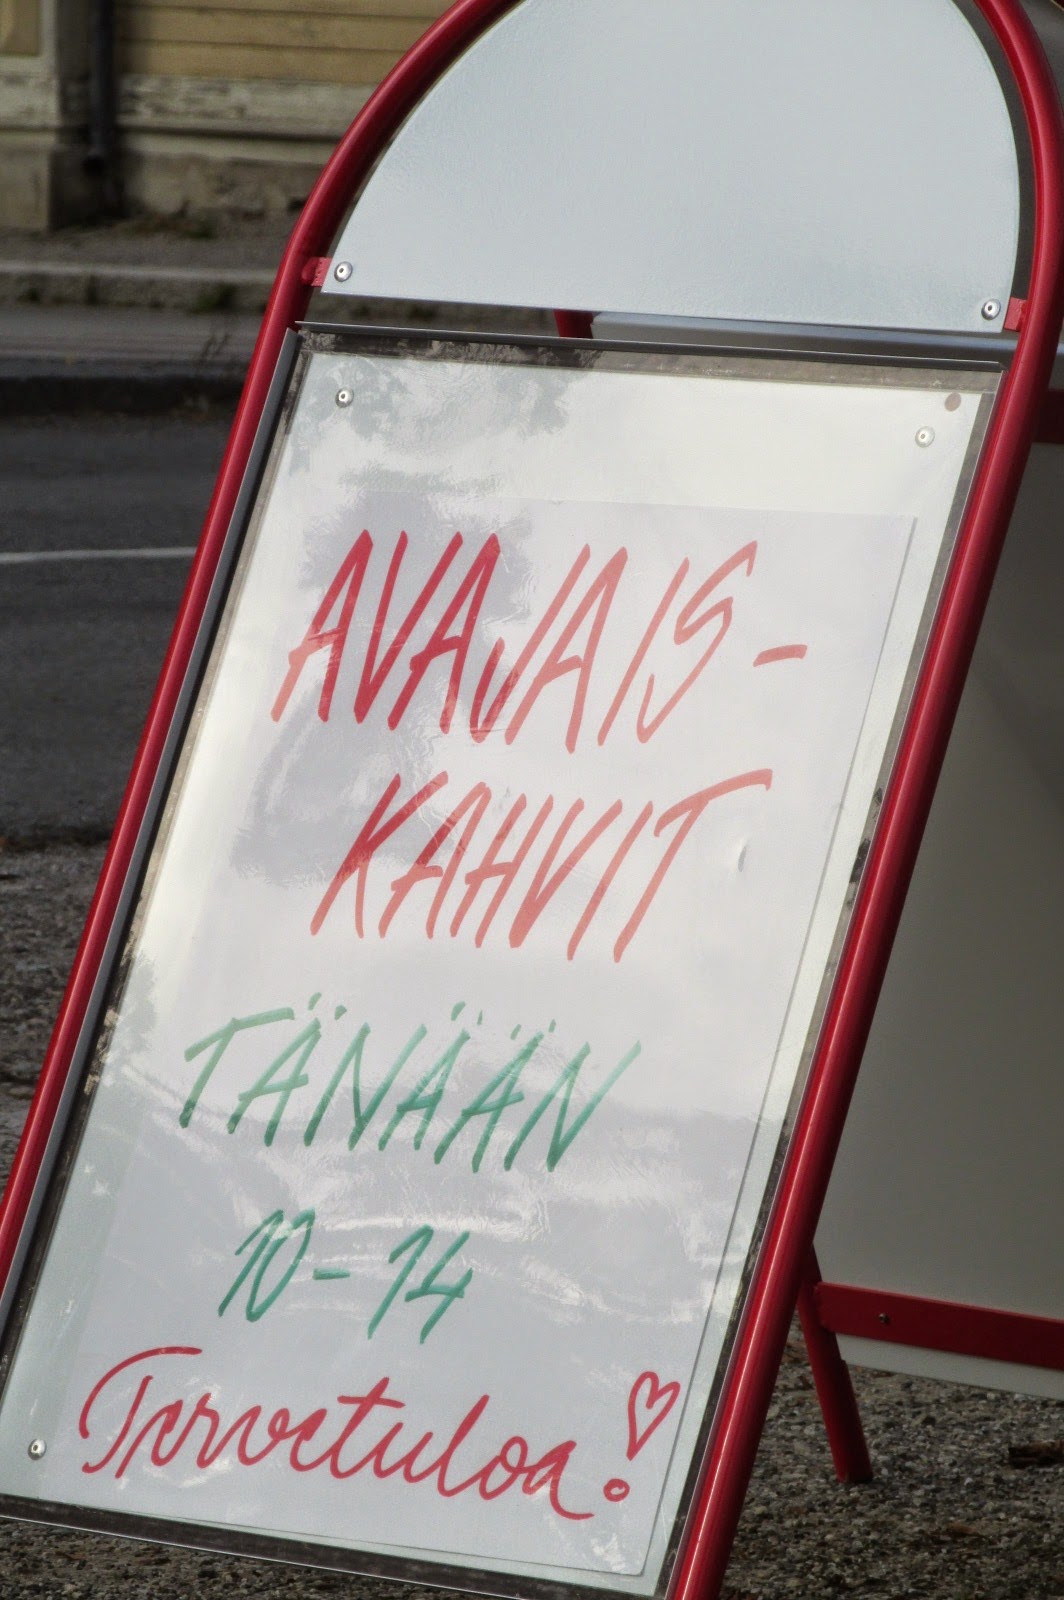 AVAJAIS-
KAHVIT
TÄNÄÄN
10-14
Tervetuloa!